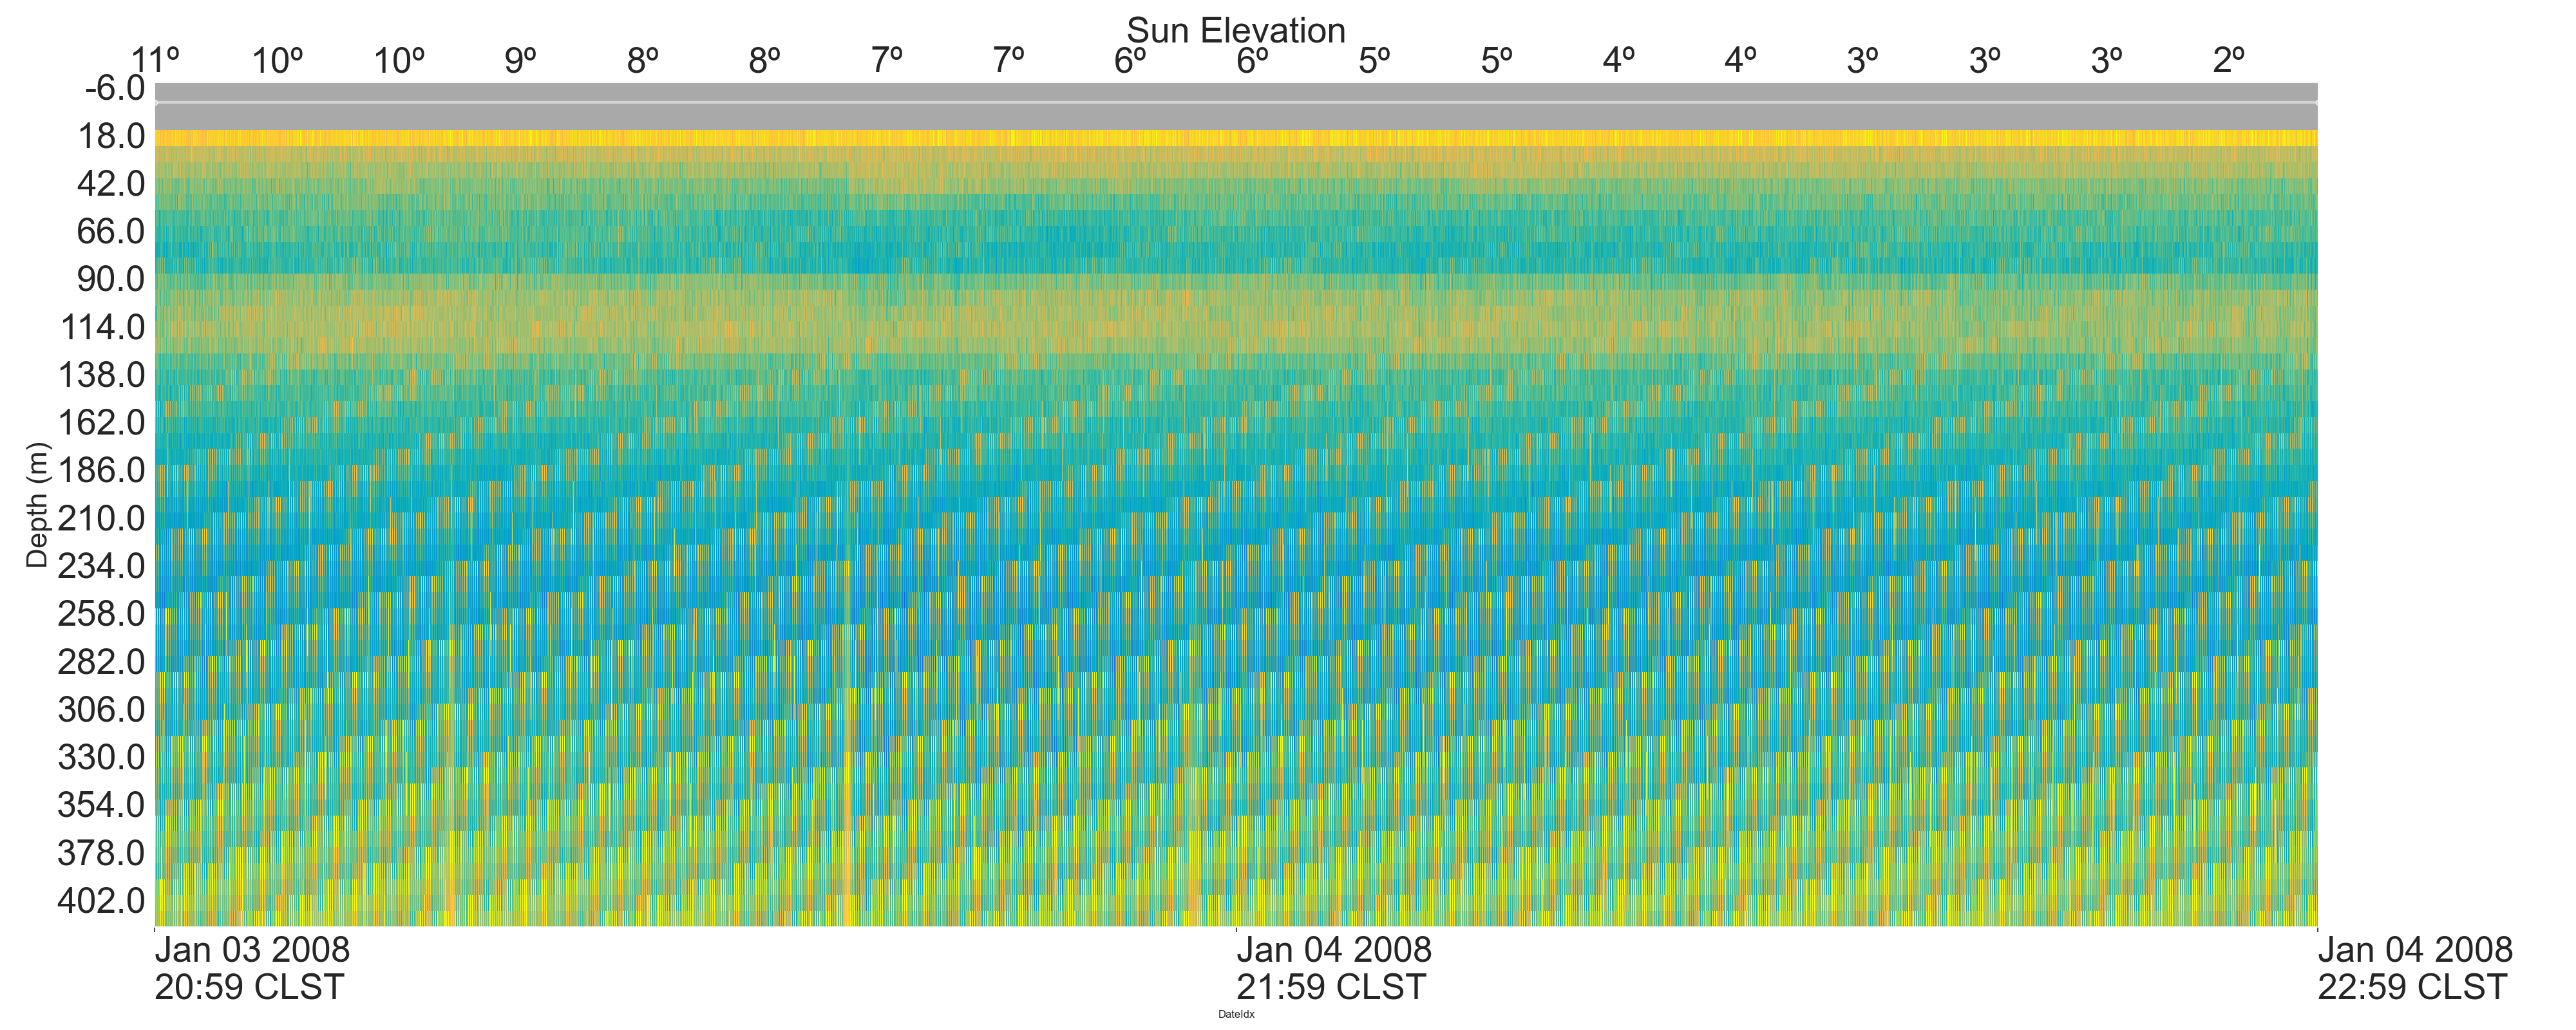 Sun Elevation
11º 10º 10º 9º 8º 8º 7º 7º 6º 6º 5º 5º 4º 4º 3º 3º 3º 2º
-6.0
18.0
42.0
66.0
90.0
114.0
138.0
162.0
186.0
210.0
234.0
258.0
282.0
306.0
330.0
354.0
378.0
402.0
Depth (m)
Jan 03 2008
20:59 CLST
Jan 04 2008
21:59 CLST
Jan 04 2008
22:59 CLST
DateIdx